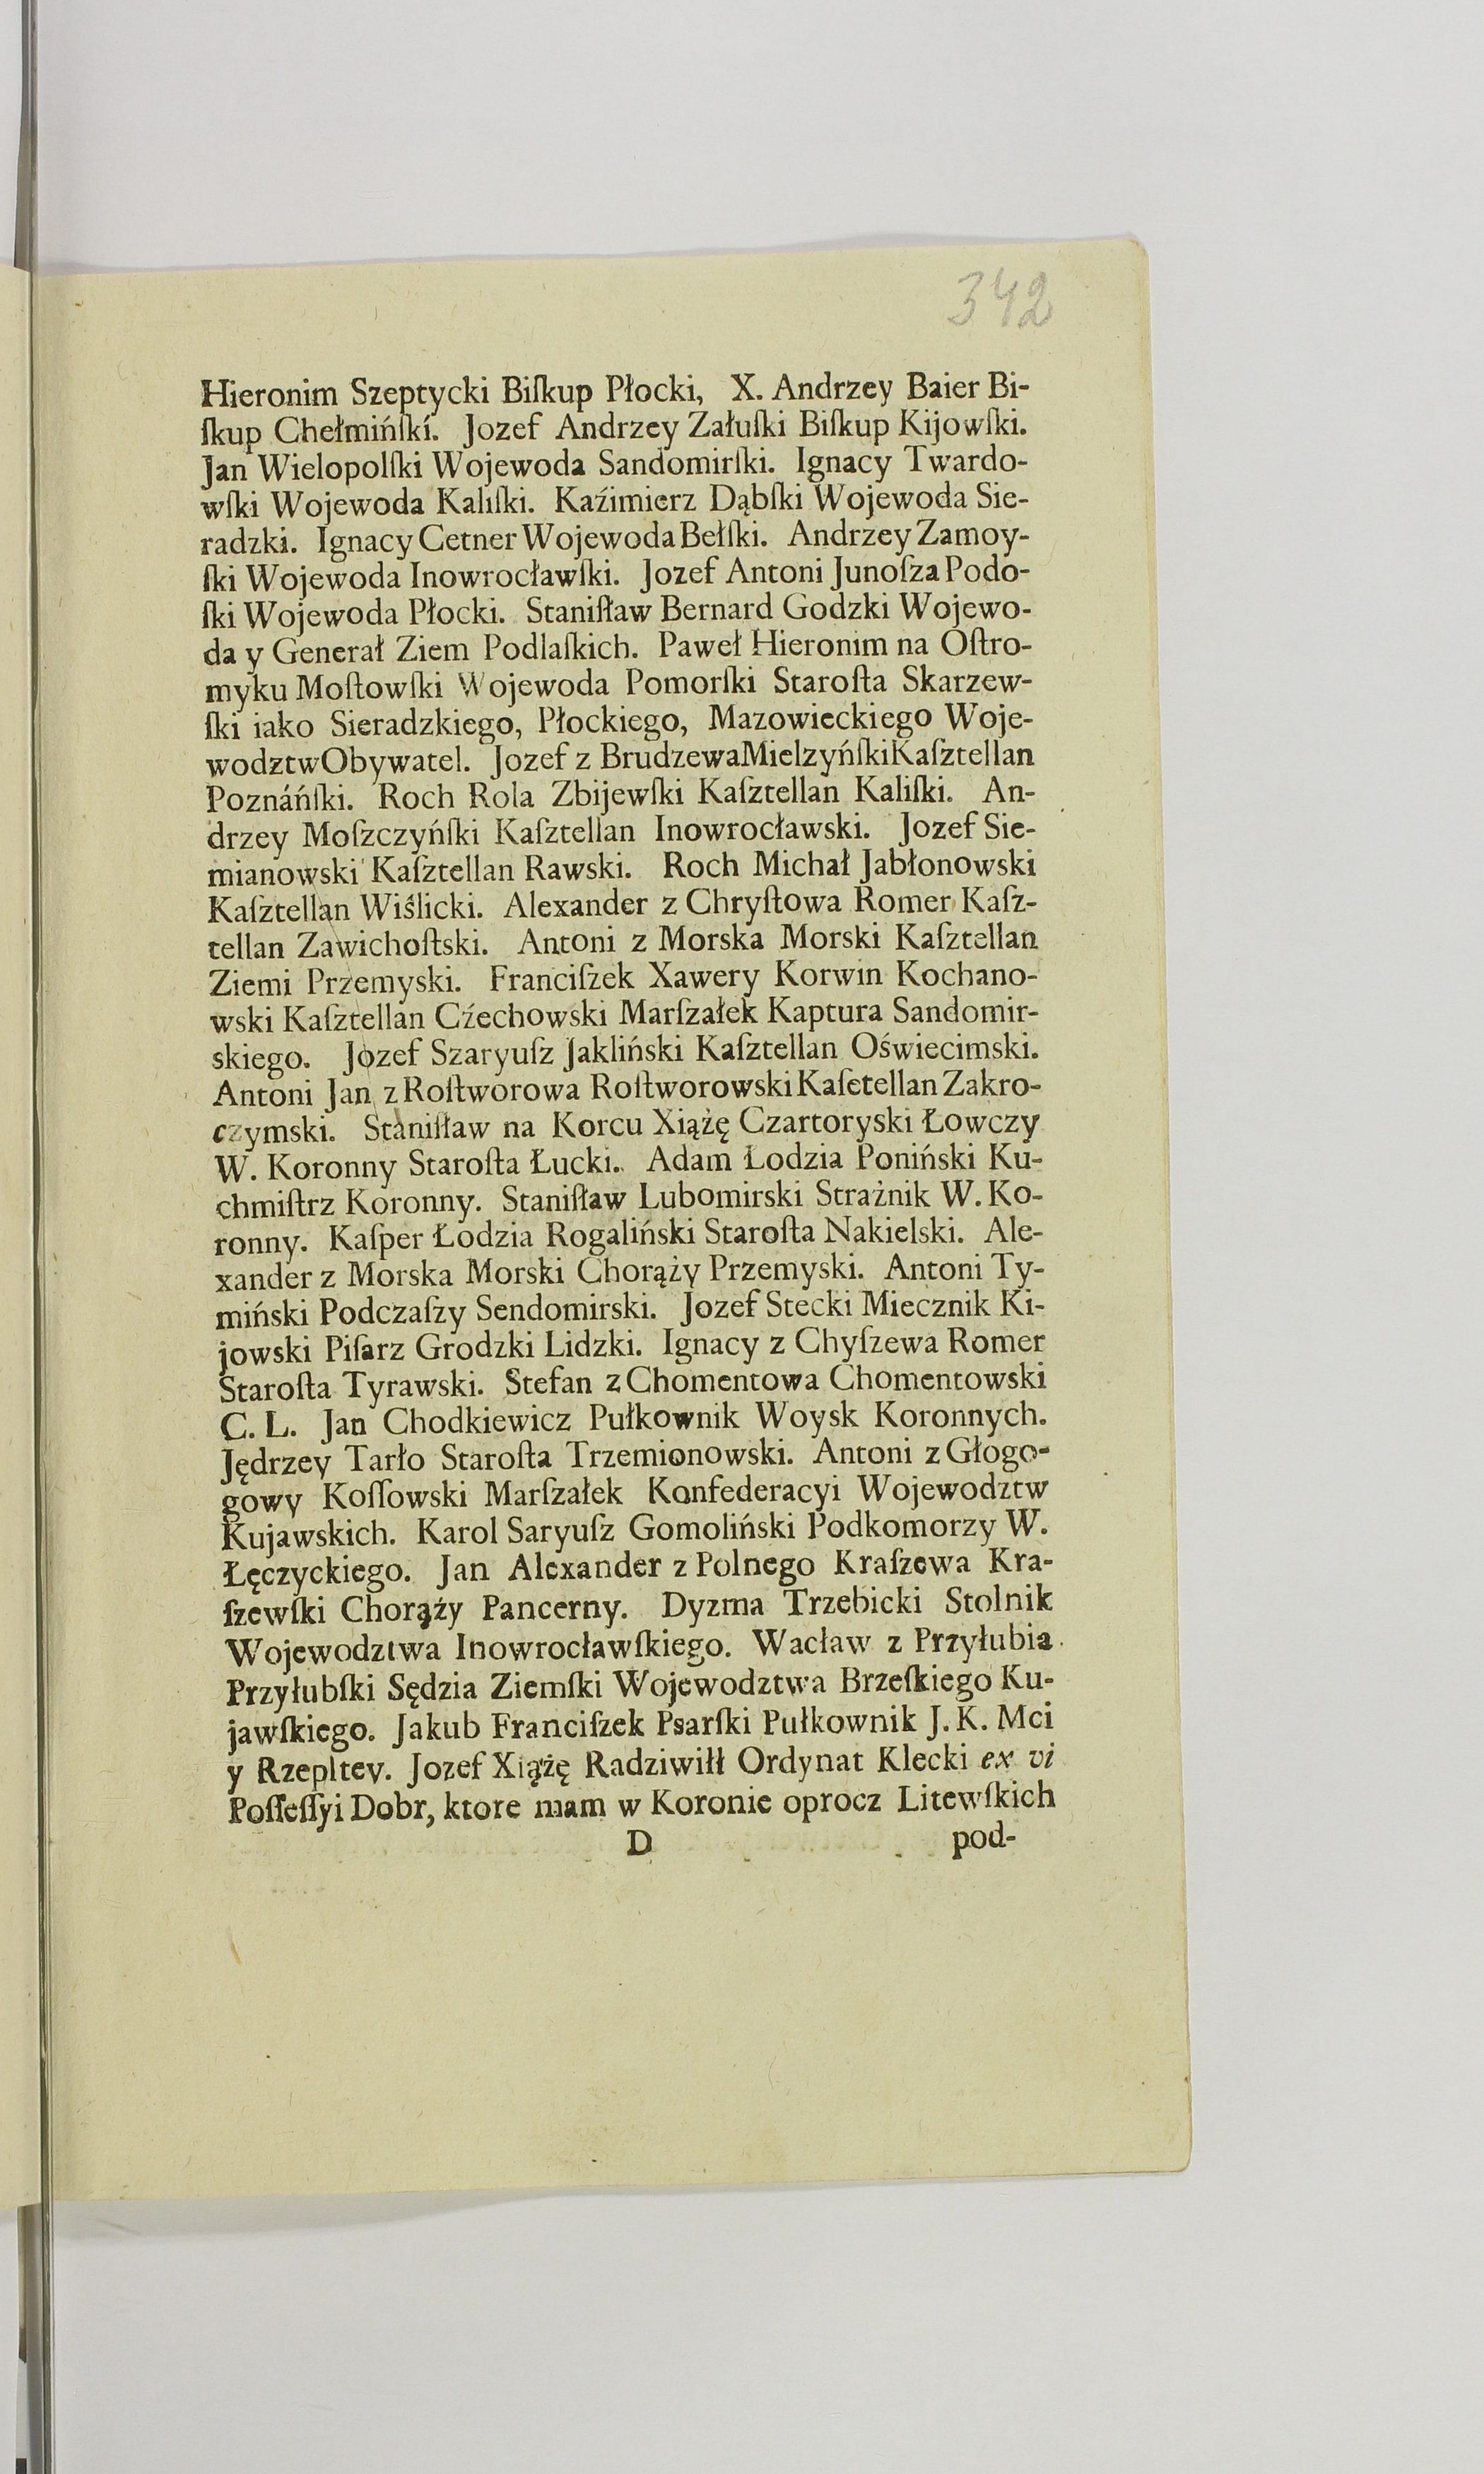 342
Hieronim Szeptycki Biſkup Płocki, X. Andrzey Baier Bi-
ſkup Chełmińſkí. Jozef Andrzey Załuſki Biſkup Kijowſki.
Jan Wielopolſki Wojewoda Sandomirſki. Ignacy Twardo-
wſki Wojewoda Kaliſki. Kaźimierz Dąbſki Wojewoda Sie-
radzki. Ignacy Cetner Wojewoda Bełſki. Andrzey Zamoy-
ſki Wojewoda Inowrocławſki. Jozef Antoni Junoſza Podo-
ſki Wojewoda Płocki. Staniſław Bernard Godzki Wojewo-
da y Generał Ziem Podlaſkich. Paweł Hieronim na Oſtro-
myku Moſtowſki Wojewoda Pomorſki Staroſta Skarzew-
ſki iako Sieradzkiego, Płockiego, Mazowieckiego Woje-
wodztwObywatel. Jozef z BrudzewaMielzyńſkiKaſztellan
Poznáńſki. Roch Rola Zbijewſki Kaſztellan Kaliſki. An-
drzey Moſzczyńſki Kaſztellan Inowrocławski. Jozef Sie-
mianowski Kaſztellan Rawski. Roch Michał Jabłonowski
Kaſztellan Wiślicki. Alexander z Chryſtowa Romer Kaſz-
tellan Zawichoſtski. Antoni z Morska Morski Kaſztellan
Ziemi Przemyski. Franciſzek Xawery Korwin Kochano-
wski Kaſztellan Cźechowski Marſzałek Kaptura Sandomir-
skiego. Jozef Szaryuſz Jakliński Kaſztellan Oświecimski.
Antoni Jan z Roſtworowa Roſtworowski Kaſetellan Zakro-
czymski. Staniſław na Korcu Xiążę Czartoryski Łowczy
W. Koronny Staroſta Łucki. Adam Łodzia Poniński Ku-
chmiſtrz Koronny. Staniſław Lubomirski Strażnik W. Ko-
ronny. Kaſper Łodzia Rogaliński Staroſta Nakielski. Ale-
xander z Morska Morski Chorąży Przemyski. Antoni Ty-
miński Podczaſzy Sendomirski. Jozef Stecki Miecznik Ki-
jowski Piſarz Grodzki Lidzki. Ignacy z Chyſzewa Romer
Staroſta Tyrawski. Stefan z Chomentowa Chomentowski
C. L. Jan Chodkiewicz Pułkownik Woysk Koronnych.
Jędrzey Tarło Staroſta Trzemionowski. Antoni z Głogo-
gowy Koſſowski Marſzałek Konfederacyi Wojewodztw
Kujawskich. Karol Saryuſz Gomoliński Podkomorzy W.
Łęczyckiego. Jan Alexander z Polnego Kraſzewa Kra-
ſzewſki Chorąży Pancerny. Dyzma Trzebicki Stolnik
Wojewodztwa Inowrocławſkiego. Wacław z Przyłubia
Przyłubſki Sędzia Ziemſki Wojewodztwa Brzeſkiego Ku-
jawſkiego. Jakub Franciſzek Psarſki Pułkownik J. K. Mci
y Rzepltey. Jozef Xiążę Radziwiłł Ordynat Klecki ex vi
Poſſeſſyi Dobr, ktore mam w Koronie oprocz Litewſkich
D pod-